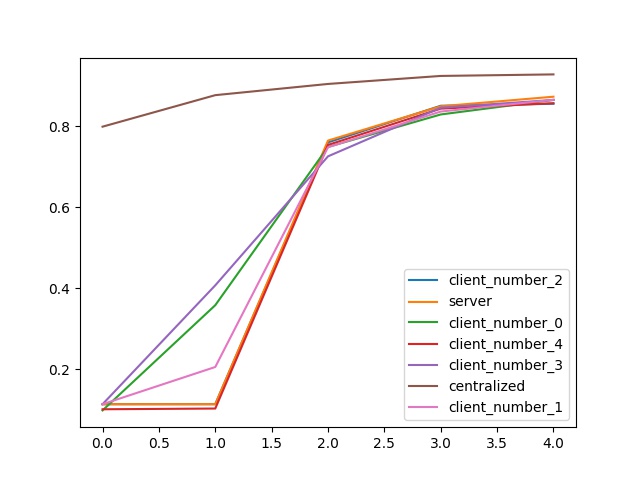 0.8
0.6
0.4
0.2
0.0 0.5 1.0 1.5 2.0 2.5 3.0 3.5 4.0
client_number_2
server
client_number_0
client_number_4
client_number_3
centralized
client_number_1